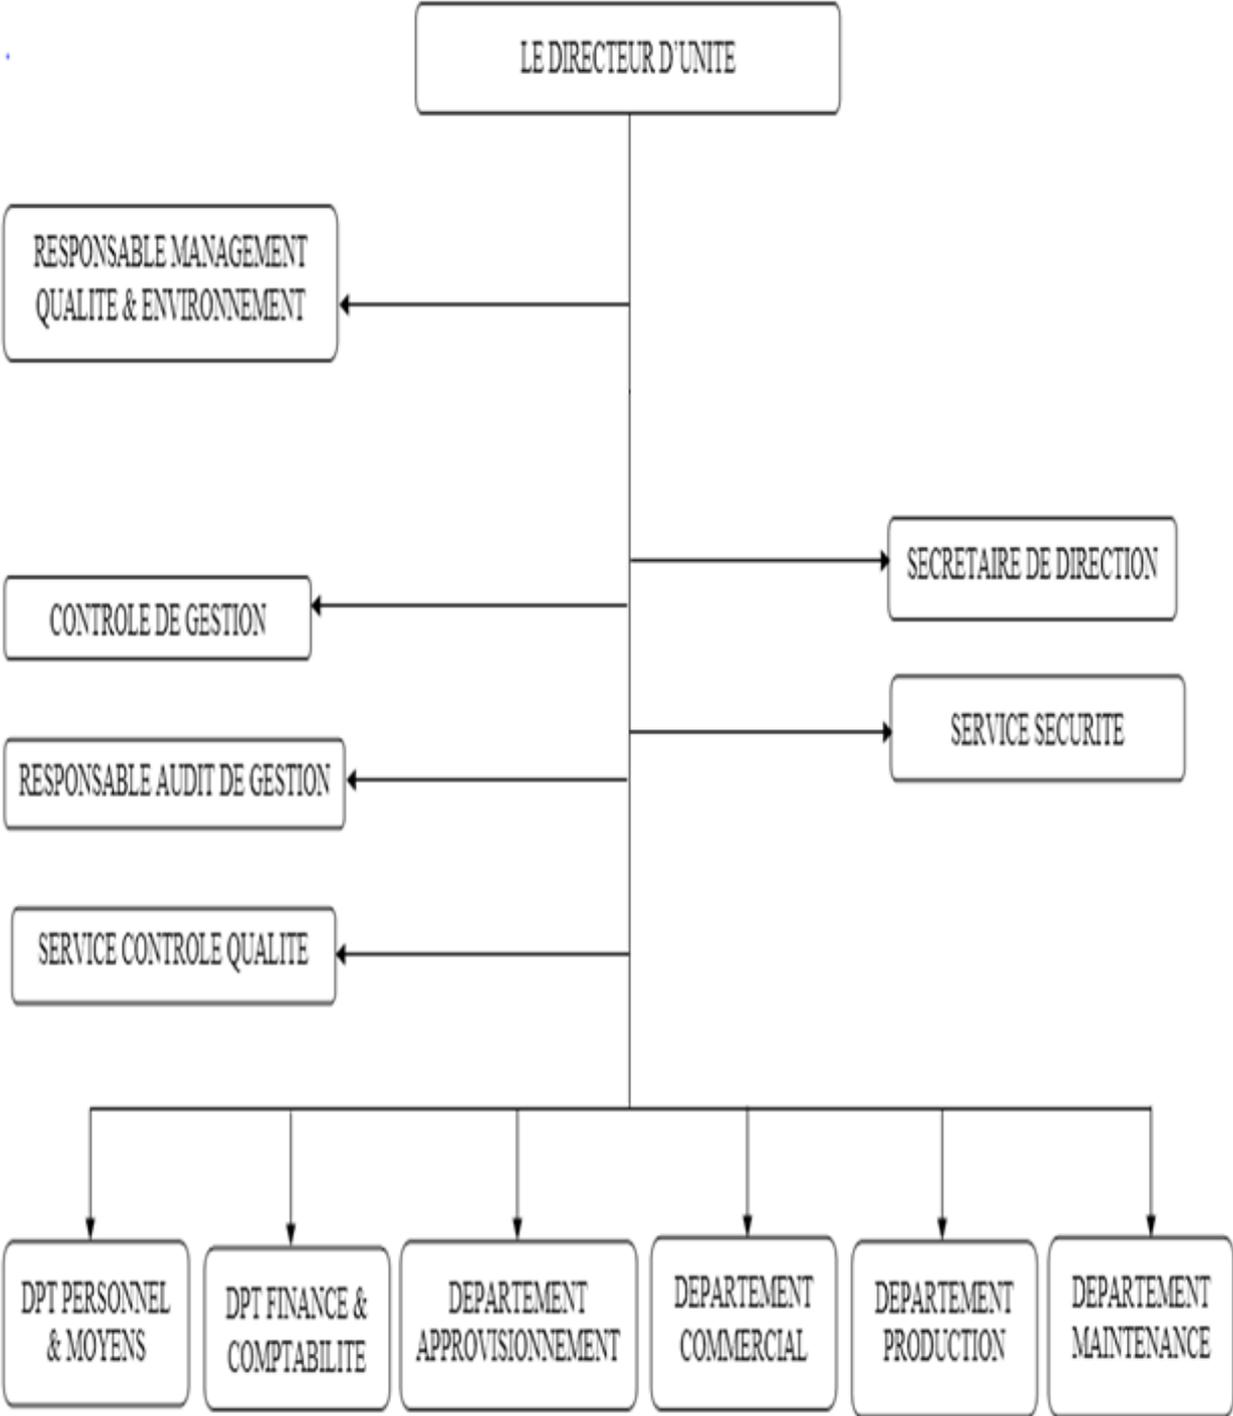 LE DIRECTEUR D'UNITE
RESPONSABLE MANAGEMENT
QUALITE & ENVIRONNEMENT
SECRETAIRE DE DIRECTION
CONTROLE DE GESTION
SERVICE SECURITE
RESPONSABLE AUDIT DE GESTION
SERVICE CONTROLE QUALITE
DPT PERSONNEL
& MOYENS
DPT FINANCE &
COMPTABILITE
DEPARTEMENT
APPROVISIONNEMENT
DEPARTEMENT
COMMERCIAL
DEPARTEMENT
PRODUCTION
DEPARTEMENT
MAINTENANCE